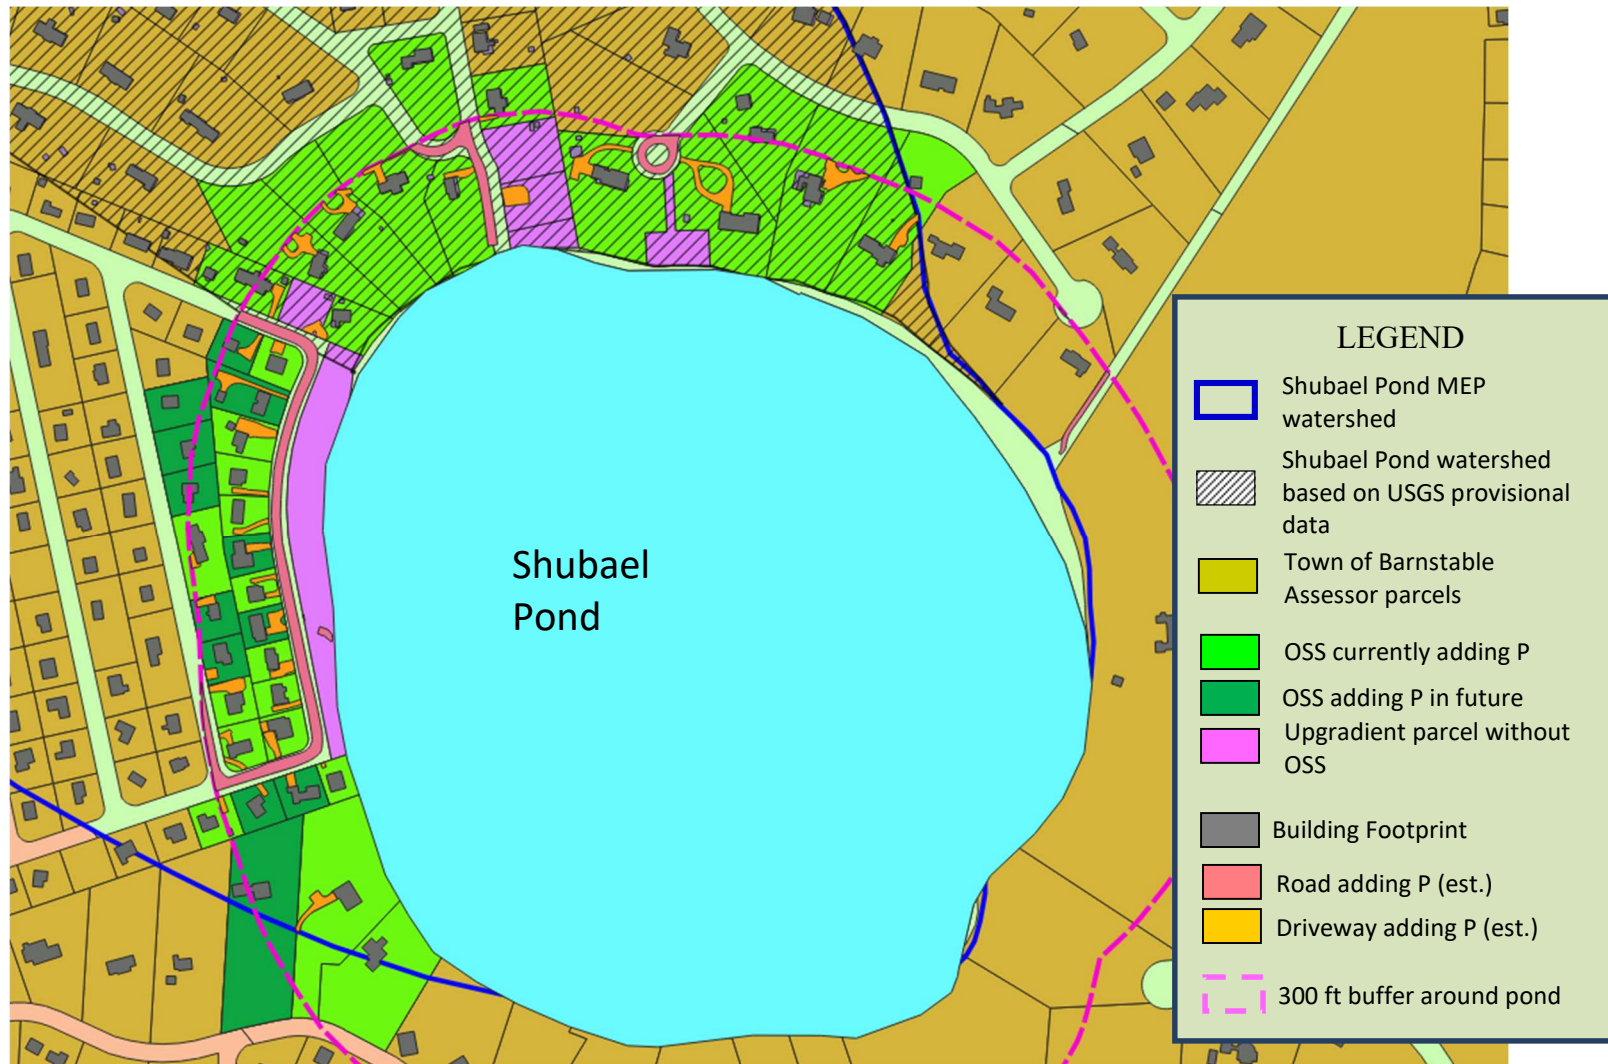 Shubael
Pond
LEGEND
Shubael Pond MEP
watershed
Shubael Pond watershed
based on USGS provisional
data
Town of Barnstable
Assessor parcels
OSS currently adding P
OSS adding P in future
Upgradient parcel without
OSS
Building Footprint
Road adding P (est.)
Driveway adding P (est.)
300 ft buffer around pond